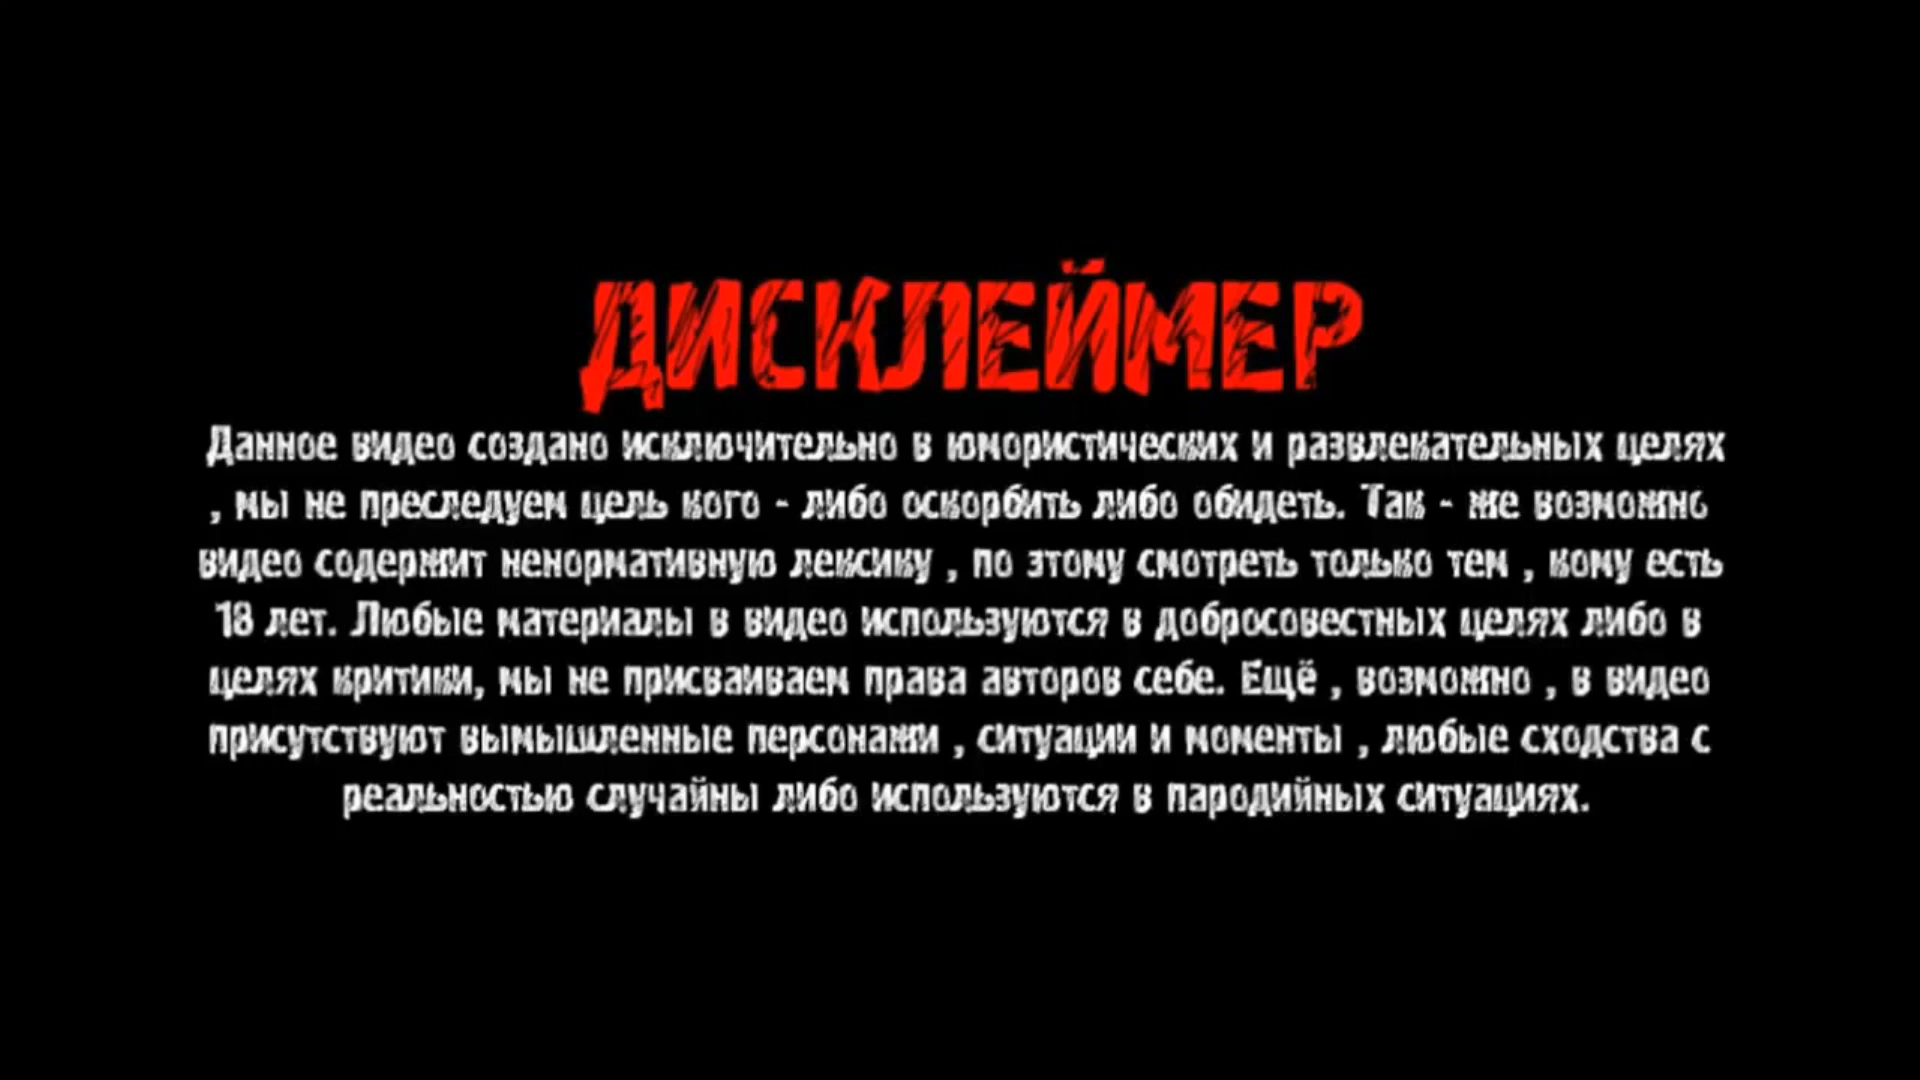 ДИСКЛЕЙМЕР
Данное видео создано исключительно в юмористических и развлекательных целях
, мы не преследуем цель кого - либо оскорбить либо обидеть. Так - же возможно
видео содержит ненормативную лексику , по этому смотреть только тем , кому есть
18 лет. Любые материалы в видео используются в добросовестных целях либо в
целях критики, мы не присваиваем права авторов себе. Ещё , возможно , в видео
присутствуют вымышленные персонажи , ситуации и моменты , любые сходства с
реальностью случайны либо используются в пародийных ситуациях.